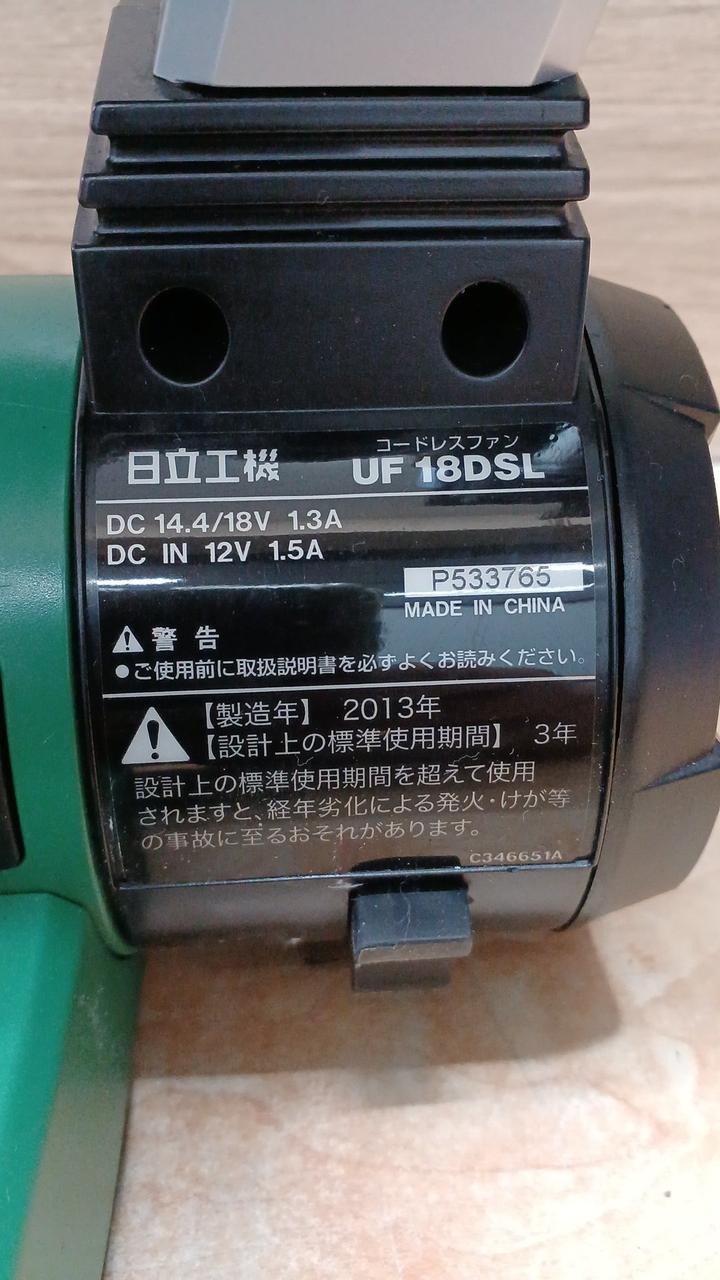 コードレスファン
日立工機 UF 18DSL
DC 14.4/18V 1.3A
DC IN 12V 1.5A
P533765
MADE IN CHINA
警告
●ご使用前に取扱説明書を必ずよくお読みください。
【製造年】 2013年
【設計上の標準使用期間】 3年
設計上の標準使用期間を超えて使用
されますと、経年劣化による発火・けが等
の事故に至るおそれがあります。
C346651A